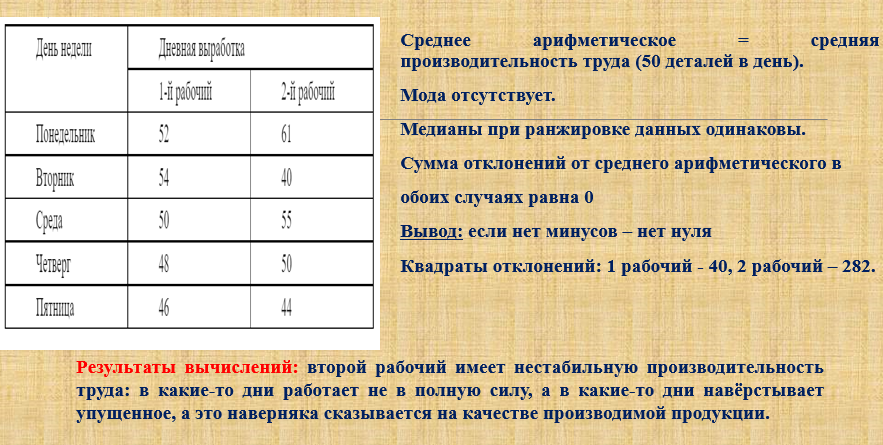 День недели Дневная выработка
1-й рабочий 2-й рабочий
Понедельник 52 61
Вторник 54 40
Среда 50 55
Четверг 48 50
Пятница 46 44
Среднее арифметическое = средняя
производительность труда (50 деталей в день).
Мода отсутствует.
Медианы при ранжировке данных одинаковы.
Сумма отклонений от среднего арифметического в
обоих случаях равна 0
Вывод: если нет минусов – нет нуля
Квадраты отклонений: 1 рабочий - 40, 2 рабочий – 282.
Результаты вычислений: второй рабочий имеет нестабильную производительность
труда: в какие-то дни работает не в полную силу, а в какие-то дни навёрстывает
упущенное, а это наверняка сказывается на качестве производимой продукции.